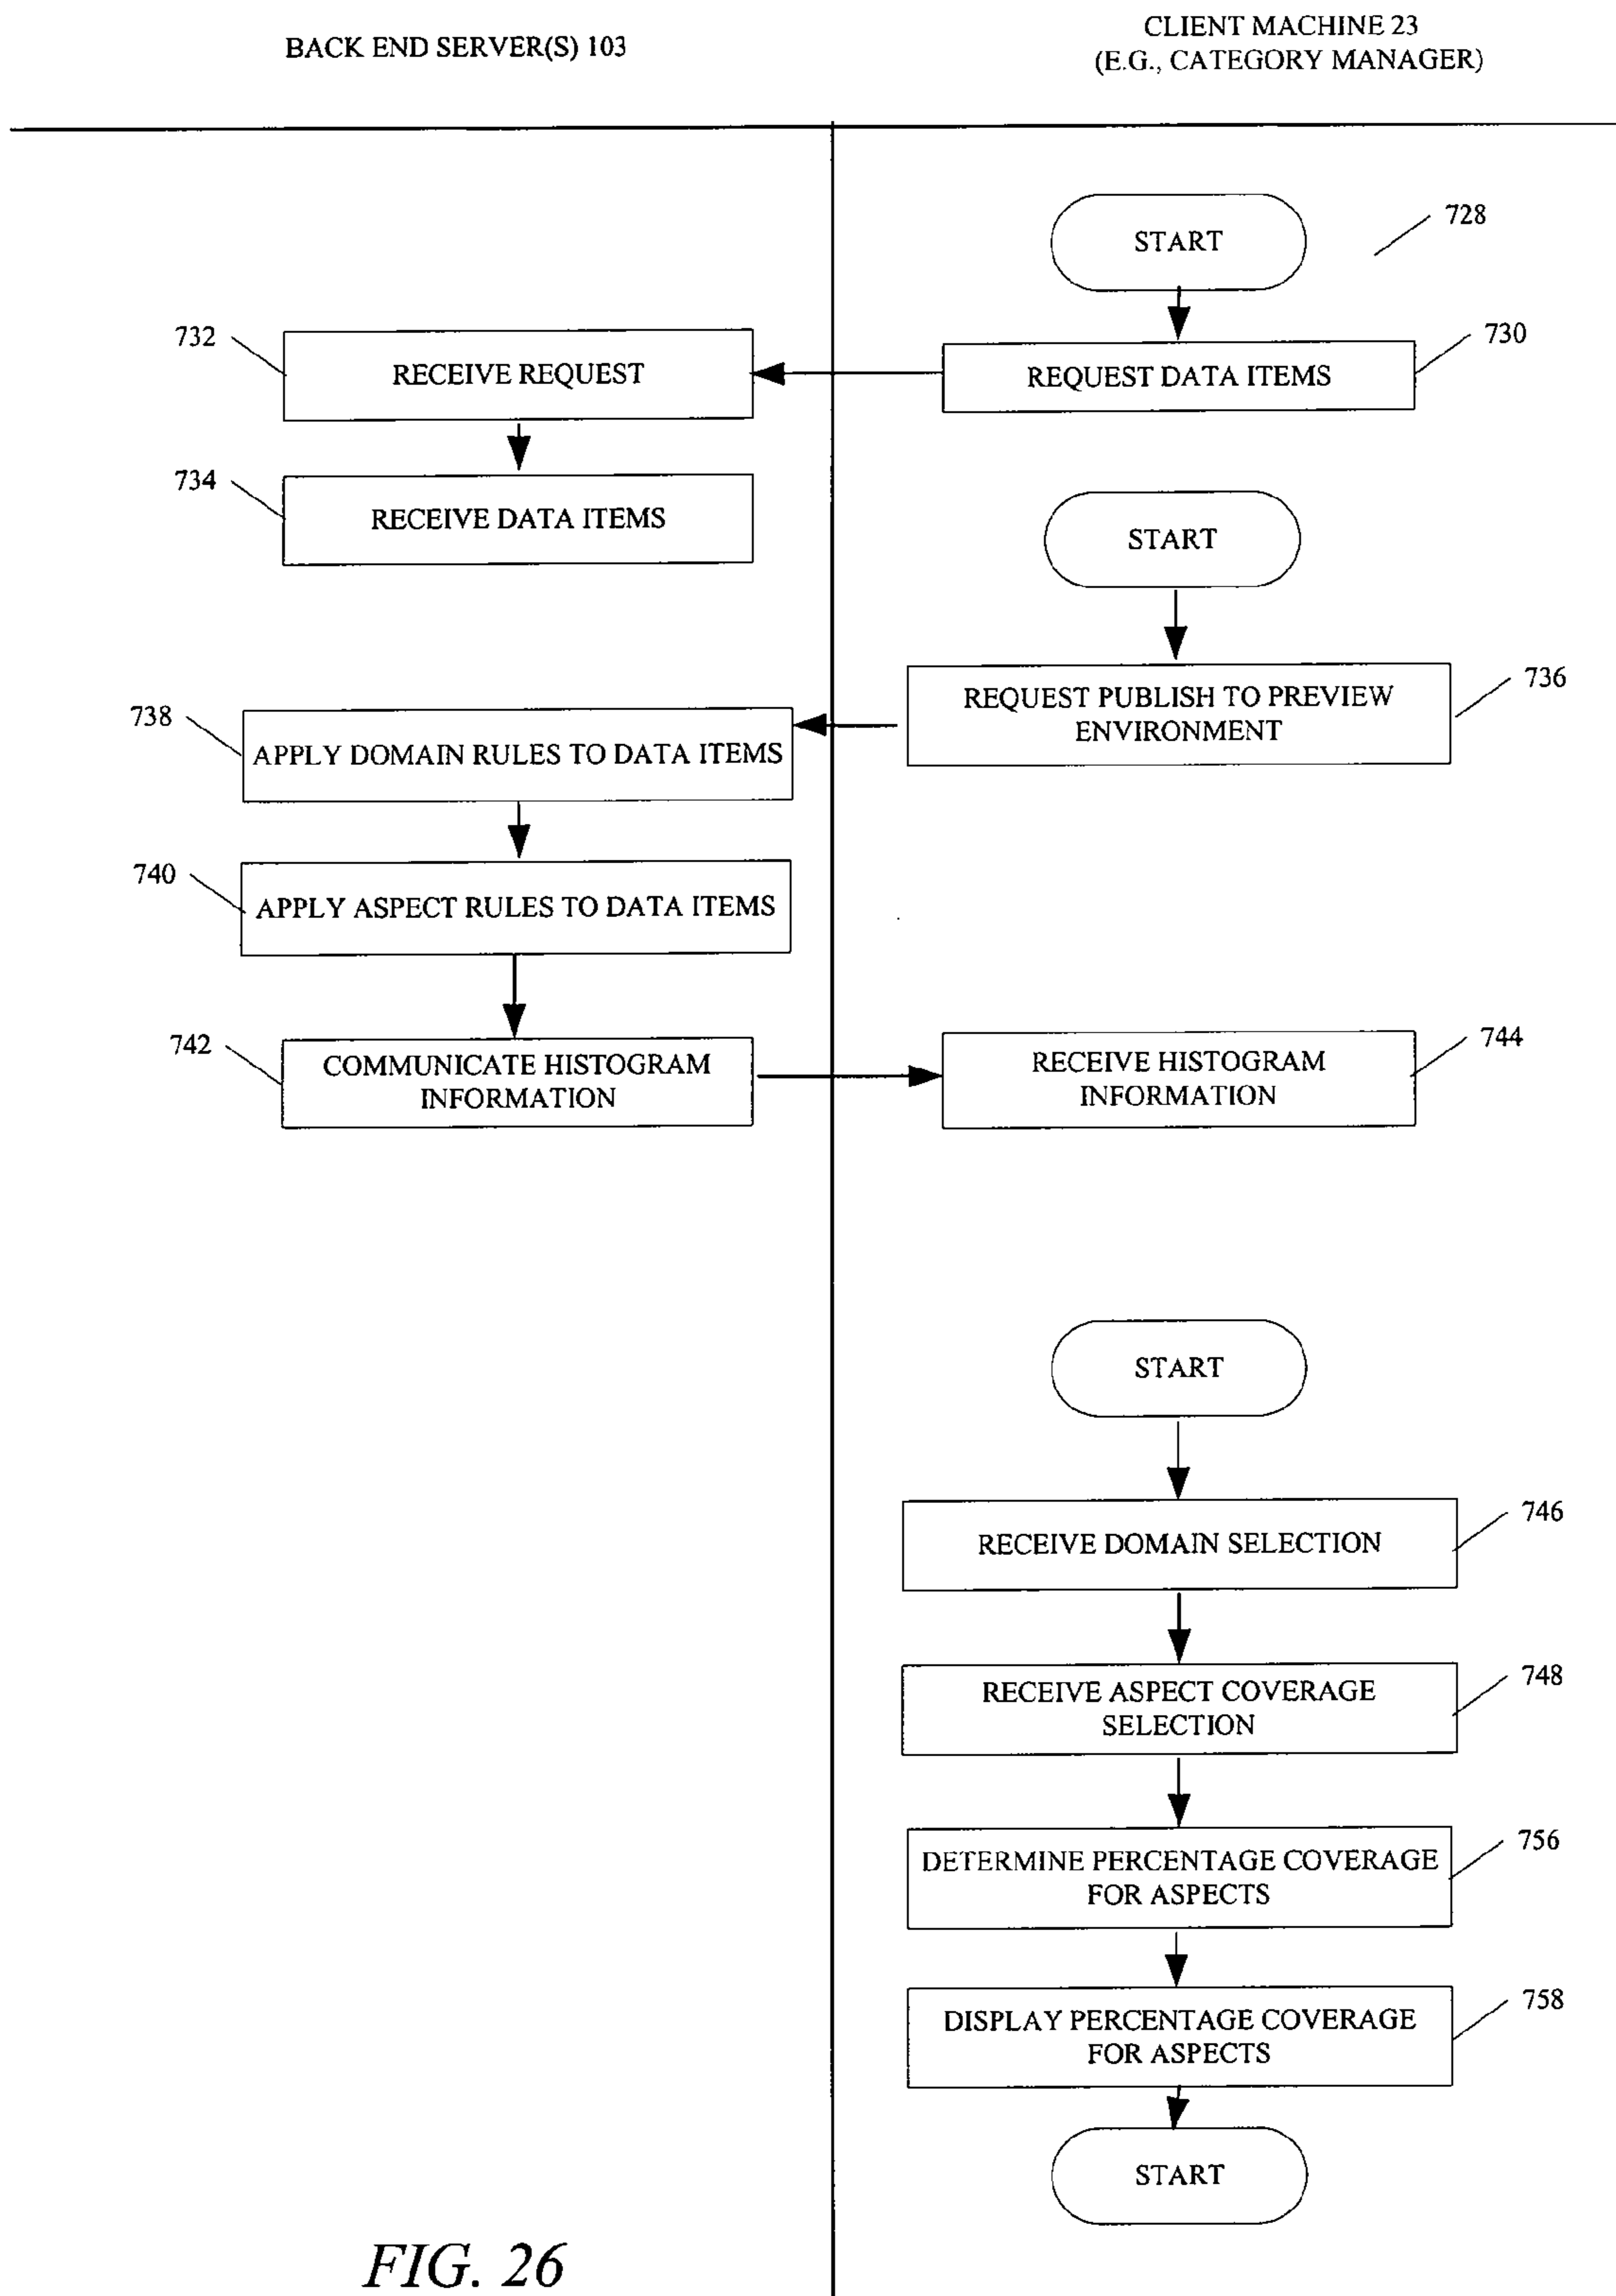 BACK END SERVER(S) 103
CLIENT MACHINE 23
(E.G., CATEGORY MANAGER)
START
728
732
RECEIVE REQUEST
REQUEST DATA ITEMS
730
734
RECEIVE DATA ITEMS
START
REQUEST PUBLISH TO PREVIEW
ENVIRONMENT
736
738
APPLY DOMAIN RULES TO DATA ITEMS
740
APPLY ASPECT RULES TO DATA ITEMS
742
COMMUNICATE HISTOGRAM
INFORMATION
RECEIVE HISTOGRAM
INFORMATION
744
START
RECEIVE DOMAIN SELECTION
746
RECEIVE ASPECT COVERAGE
SELECTION
748
DETERMINE PERCENTAGE COVERAGE
FOR ASPECTS
756
DISPLAY PERCENTAGE COVERAGE
FOR ASPECTS
758
START
FIG. 26